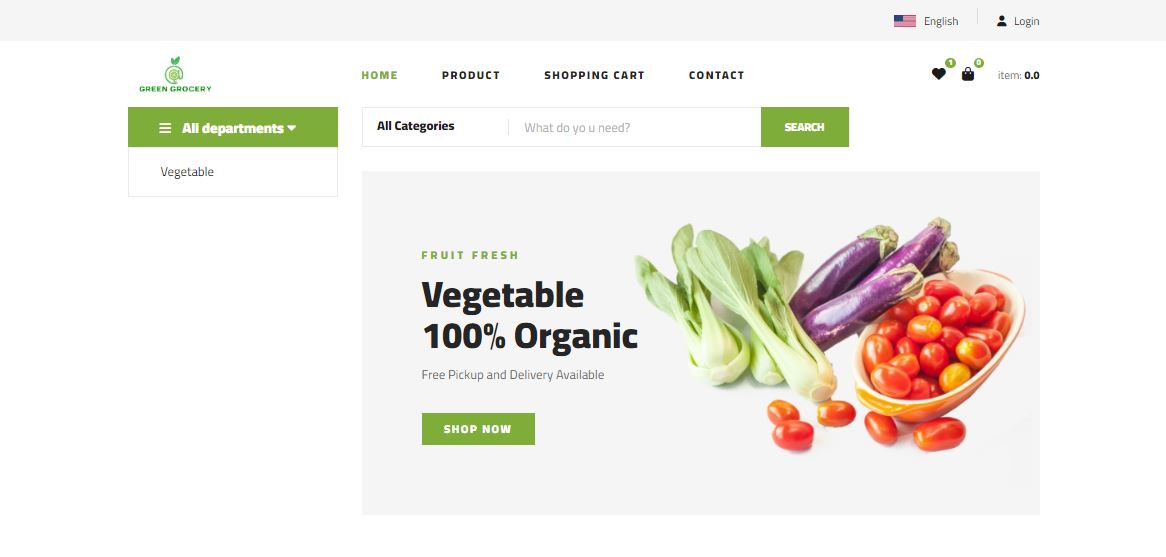 English
Login
GREEN GROCERY
HOME PRODUCT SHOPPING CART CONTACT
1
0
item: 0.0
All departments
All Categories
What do yo u need?
SEARCH
Vegetable
FRUIT FRESH
Vegetable
100% Organic
Free Pickup and Delivery Available
SHOP NOW